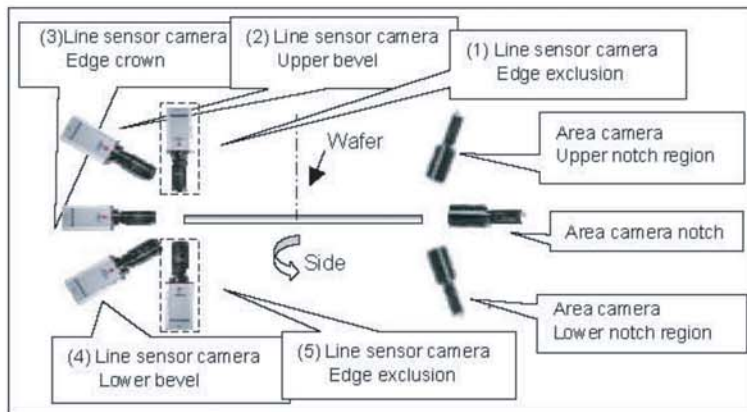 (3)Line sensor camera
Edge crown
(2) Line sensor camera
Upper bevel
(1) Line sensor camera
Edge exclusion
Wafer
Area camera
Upper notch region
Area camera notch
Side
Area camera
Lower notch region
(4) Line sensor camera
Lower bevel
(5) Line sensor camera
Edge exclusion